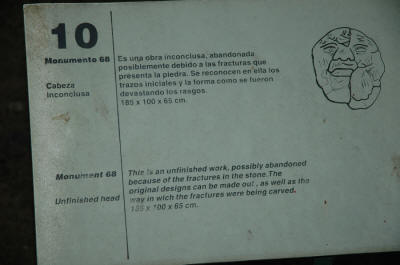 10
Monumento 68
Cabeza
inconclusa
Es una obra inconclusa, abandonada
posiblemente debido a las fracturas que
presenta la piedra. Se reconocen en ella los
trazos iniciales y la forma como se fueron
devastando los rasgos.
185 x 100 x 65 cm.
Monument 68
Unfinished head
This is an unfinished work, possibly abandoned
because of the fractures in the stone.The
original designs can be made out , as well as the
way in wich the fractures were being carved.
185 x 100 x 65 cm.